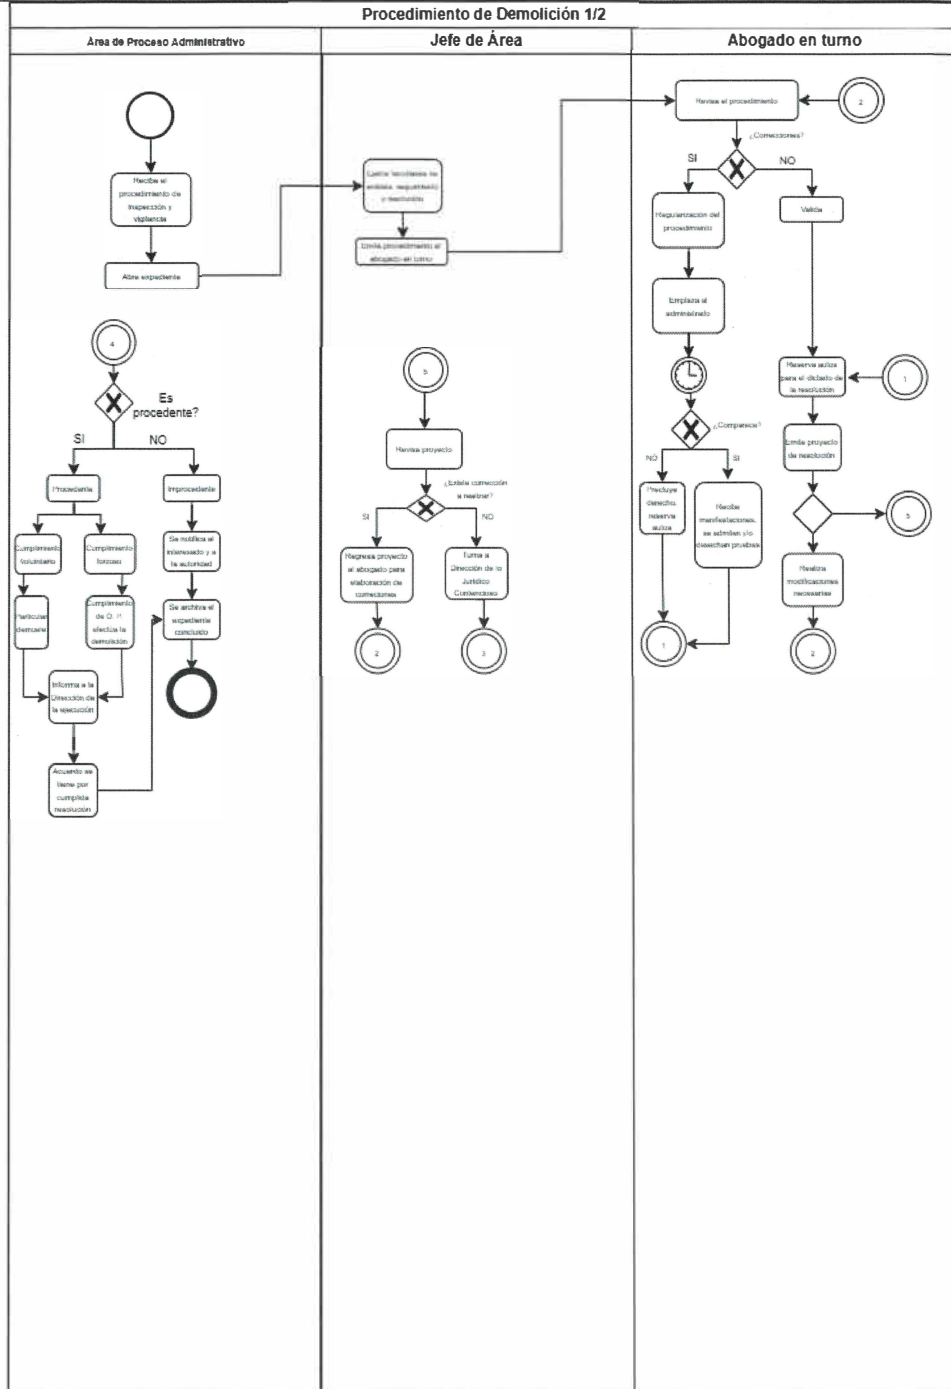 Procedimiento de Demolición 1/2
Área de Proceso Administrativo
Jefe de Área
Abogado en turno
Recibe el
procedimiento de
inspección y
vigilancia
Abre expediente
4
Es
procedente?
SI
NO
Procedente
Improcedente
Cumplimiento
Voluntario
Cumplimiento
forzoso
Se notifica al
interesado y a
la autoridad
Particular
demuele
Cumplimiento
de O. P.
efectúa la
demolición
Se archiva el
expediente
concluido
Informa a la
Dirección de
la ejecución
Acuerdo se
tiene por
cumplida
resolución
y resolución
Emite procedimiento al
abogado en turno
5
Revisa proyecto
¿Existe corrección
a realizar?
SI
NO
Regresa proyecto
al abogado para
elaboración de
correcciones
Turna a
Dirección de lo
Jurídico
Contencioso
2
3
Revisa el procedimiento
2
¿Correcciones?
SI
NO
Regularización del
procedimiento
Valida
Emplaza al
administrado
Reserva autos
para el dictado de
la resolución
1
¿Comparece?
NO
SI
Emite proyecto
de resolución
Precluye
derecho,
reserva
autos
Recibe
manifestaciones,
se admiten y/o
desechan pruebas
5
Realiza
modificaciones
necesarias
1
2